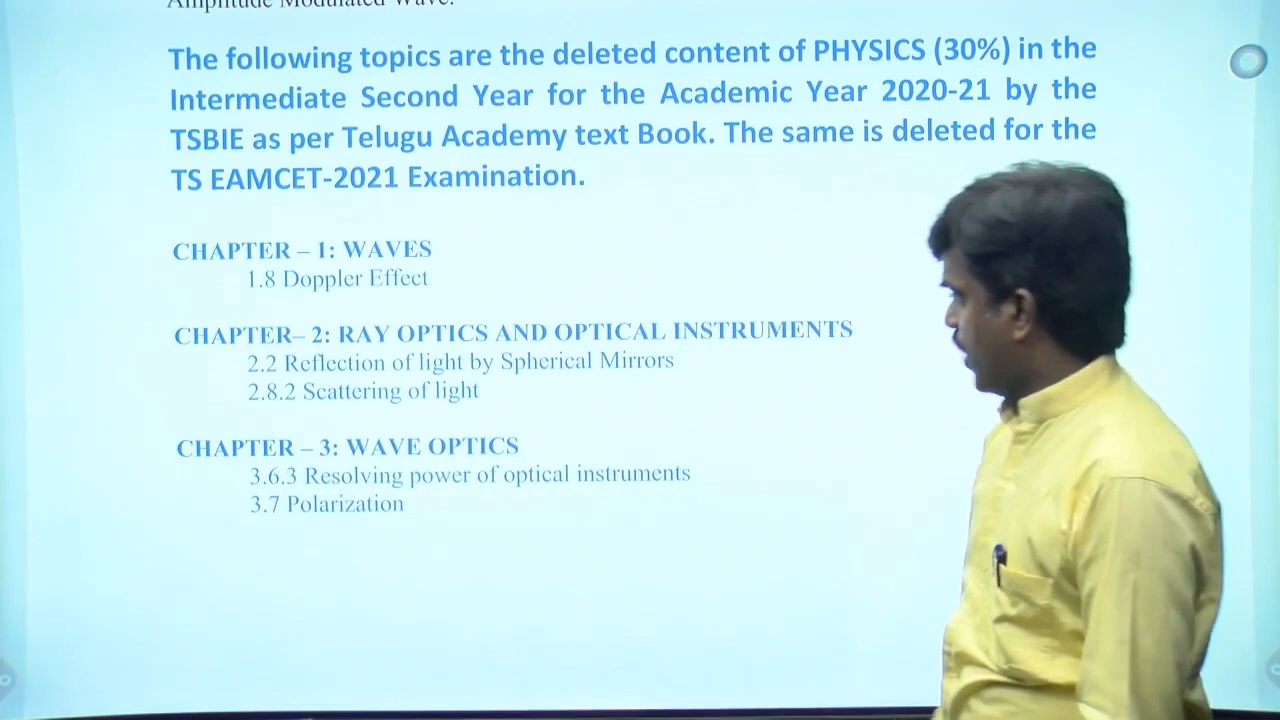 Amplitude Modulated Wave.
The following topics are the deleted content of PHYSICS (30%) in the
Intermediate Second Year for the Academic Year 2020-21 by the
TSBIE as per Telugu Academy text Book. The same is deleted for the
TS EAMCET-2021 Examination.
CHAPTER – 1: WAVES
1.8 Doppler Effect
CHAPTER– 2: RAY OPTICS AND OPTICAL INSTRUMENTS
2.2 Reflection of light by Spherical Mirrors
2.8.2 Scattering of light
CHAPTER – 3: WAVE OPTICS
3.6.3 Resolving power of optical instruments
3.7 Polarization